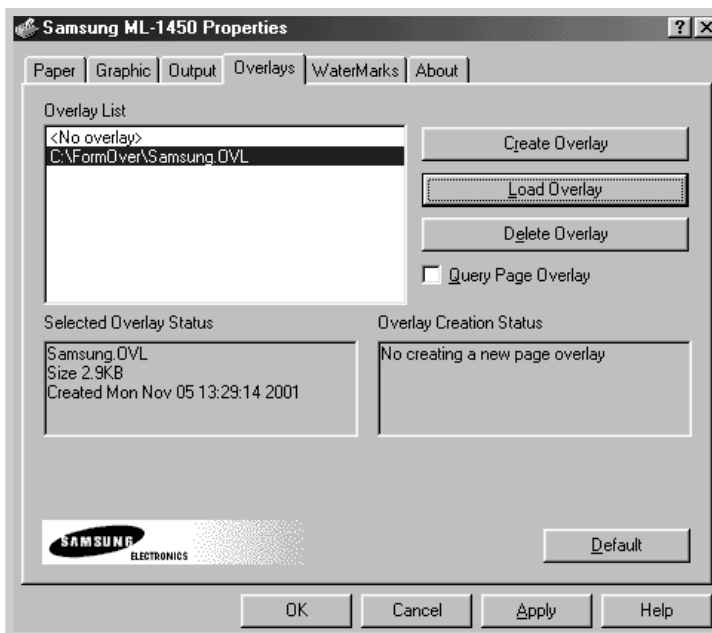 Samsung ML-1450 Properties
Paper Graphic Output Overlays WaterMarks About
Overlay List
<No overlay>
C:\FormOver\Samsung.OVL
Create Overlay
Load Overlay
Delete Overlay
Query Page Overlay
Selected Overlay Status
Samsung.OVL
Size 2.9KB
Created Mon Nov 05 13:29:14 2001
Overlay Creation Status
No creating a new page overlay
SAMSUNG
ELECTRONICS
Default
OK Cancel Apply Help